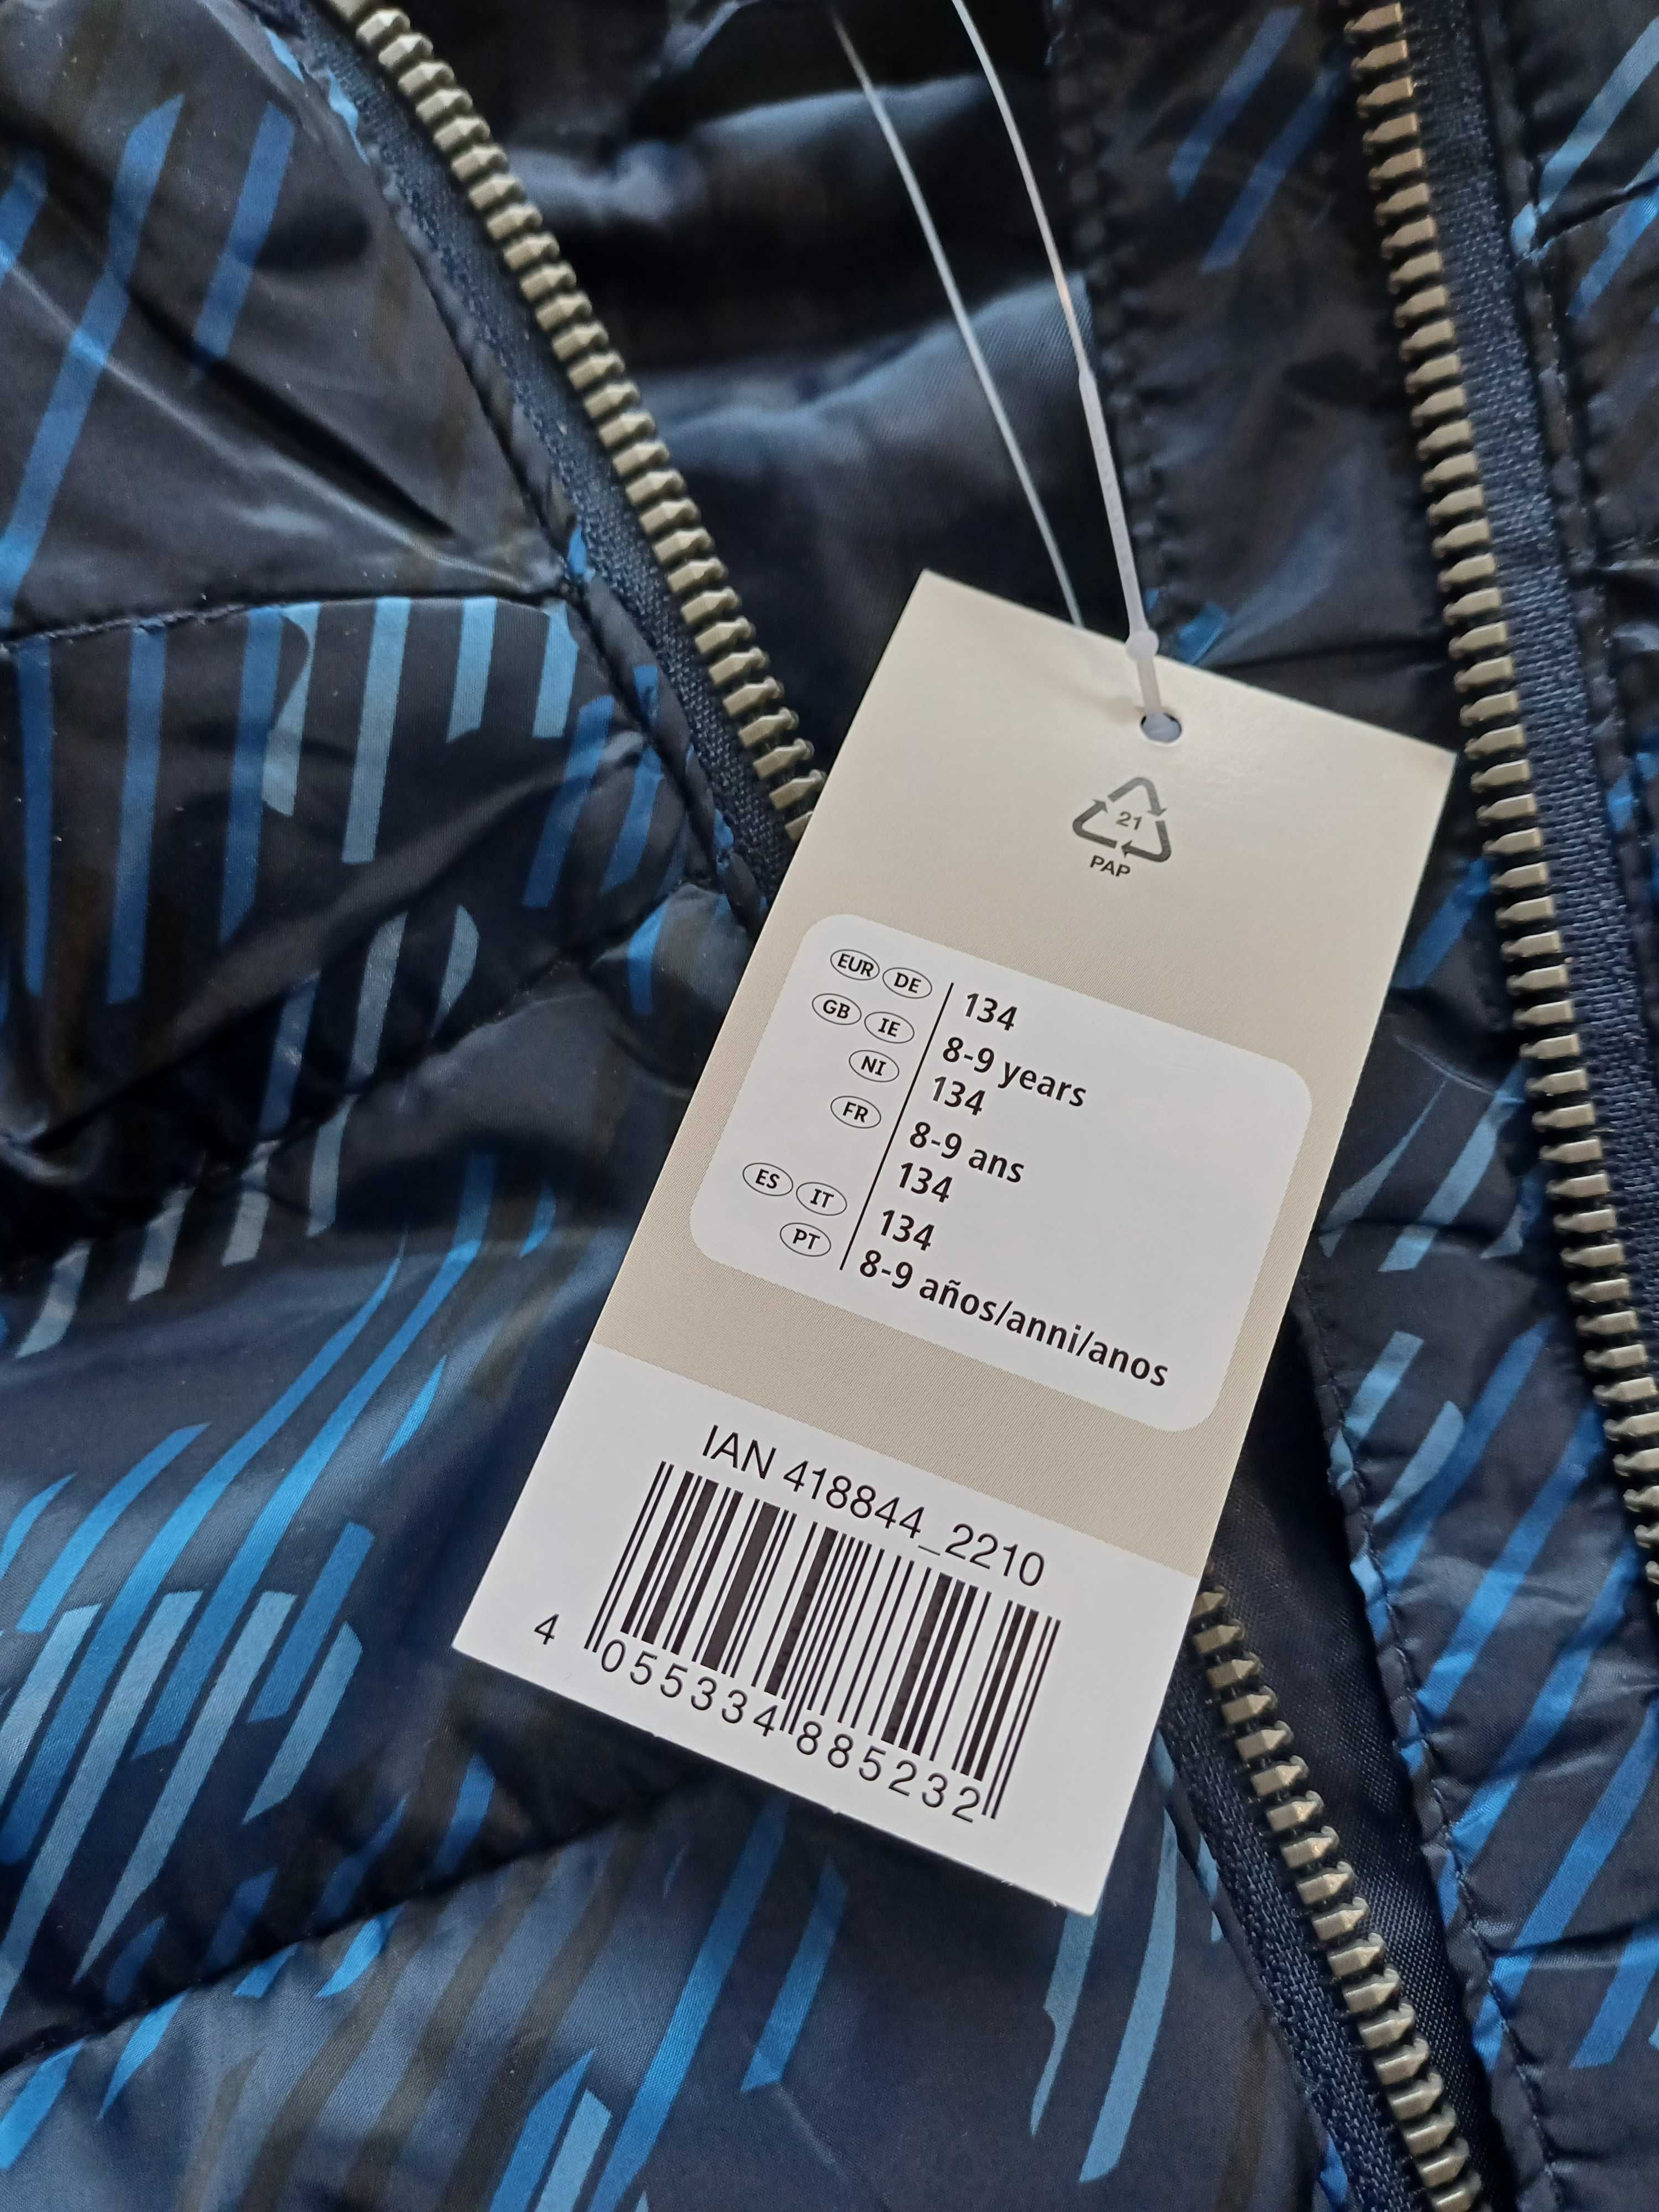 21
PAP
EUR DE 134
GB IE 8-9 years
NI 134
FR 8-9 ans
134
ES IT 134
PT 8-9 años/anni/anos
IAN 418844_2210
4 055334 885232